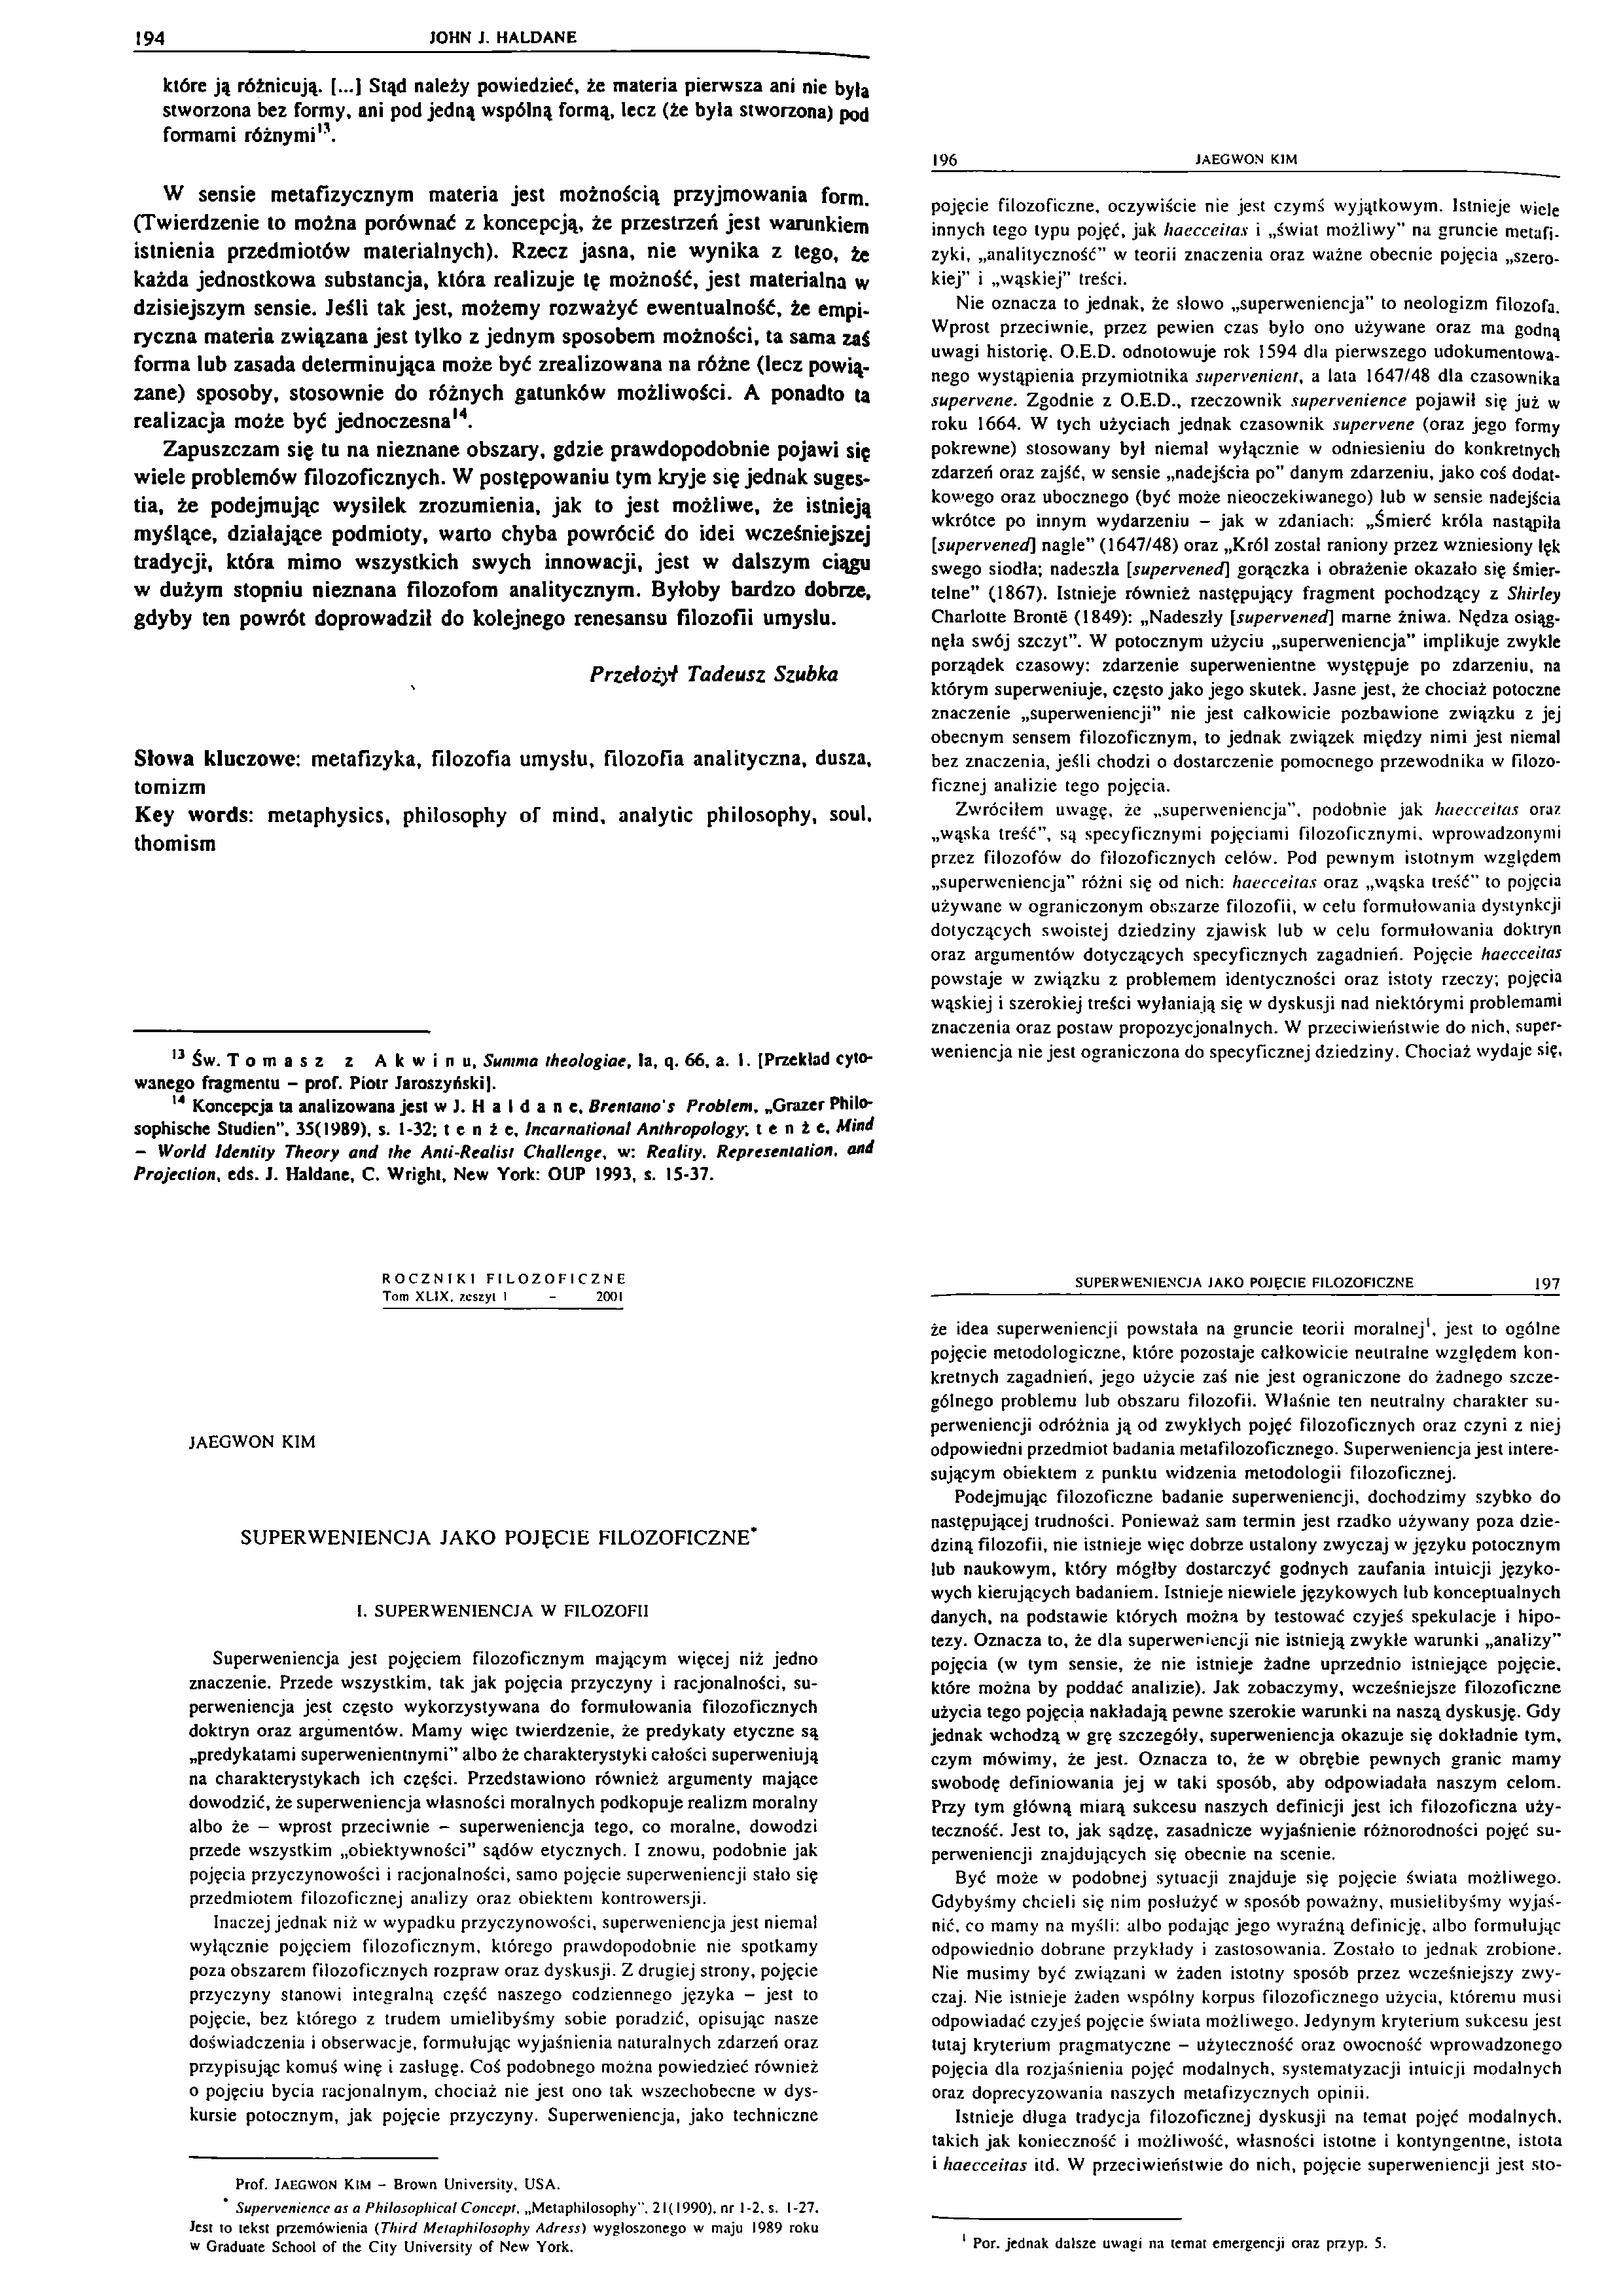 194 JOHN J. HALDANE
które ją różnicują. [...] Stąd należy powiedzieć, że materia pierwsza ani nie była
stworzona bez formy, ani pod jedną wspólną formą, lecz (że była stworzona) pod
formami różnymi¹³.
W sensie metafizycznym materia jest możnością przyjmowania form.
(Twierdzenie to można porównać z koncepcją, że przestrzeń jest warunkiem
istnienia przedmiotów materialnych). Rzecz jasna, nie wynika z tego, że
każda jednostkowa substancja, która realizuje tę możność, jest materialna w
dzisiejszym sensie. Jeśli tak jest, możemy rozważyć ewentualność, że empi-
ryczna materia związana jest tylko z jednym sposobem możności, ta sama zaś
forma lub zasada determinująca może być zrealizowana na różne (lecz powią-
zane) sposoby, stosownie do różnych gatunków możliwości. A ponadto ta
realizacja może być jednoczesna¹⁴.
Zapuszczam się tu na nieznane obszary, gdzie prawdopodobnie pojawi się
wiele problemów filozoficznych. W postępowaniu tym kryje się jednak suges-
tia, że podejmując wysiłek zrozumienia, jak to jest możliwe, że istnieją
myślące, działające podmioty, warto chyba powrócić do idei wcześniejszej
tradycji, która mimo wszystkich swych innowacji, jest w dalszym ciągu
w dużym stopniu nieznana filozofom analitycznym. Byłoby bardzo dobrze,
gdyby ten powrót doprowadził do kolejnego renesansu filozofii umysłu.
Przełożył Tadeusz Szubka
Słowa kluczowe: metafizyka, filozofia umysłu, filozofia analityczna, dusza,
tomizm
Key words: metaphysics, philosophy of mind, analytic philosophy, soul,
thomism
¹³ Św. Tomasz z Akwinu, Summa theologiae, Ia, q. 66, a. 1. [Przekład cyto-
wanego fragmentu – prof. Piotr Jaroszyński].
¹⁴ Koncepcja ta analizowana jest w J. Haldane, Brentano's Problem, „Grazer Philo-
sophische Studien", 35(1989), s. 1-32; tenże, Incarnational Anthropology; tenże, Mind
– World Identity Theory and the Anti-Realist Challenge, w: Reality, Representation, and
Projection, eds. J. Haldane, C. Wright, New York: OUP 1993, s. 15-37.
ROCZNIKI FILOZOFICZNE
Tom XLIX, zeszyt 1 – 2001
JAEGWON KIM
SUPERWENIENCJA JAKO POJĘCIE FILOZOFICZNE*
I. SUPERWENIENCJA W FILOZOFII
Superweniencja jest pojęciem filozoficznym mającym więcej niż jedno
znaczenie. Przede wszystkim, tak jak pojęcia przyczyny i racjonalności, su-
perweniencja jest często wykorzystywana do formułowania filozoficznych
doktryn oraz argumentów. Mamy więc twierdzenie, że predykaty etyczne są
„predykatami superwenientnymi" albo że charakterystyki całości superweniują
na charakterystykach ich części. Przedstawiono również argumenty mające
dowodzić, że superweniencja własności moralnych podkopuje realizm moralny
albo że – wprost przeciwnie – superweniencja tego, co moralne, dowodzi
przede wszystkim „obiektywności" sądów etycznych. I znowu, podobnie jak
pojęcia przyczynowości i racjonalności, samo pojęcie superweniencji stało się
przedmiotem filozoficznej analizy oraz obiektem kontrowersji.
Inaczej jednak niż w wypadku przyczynowości, superweniencja jest niemal
wyłącznie pojęciem filozoficznym, którego prawdopodobnie nie spotkamy
poza obszarem filozoficznych rozpraw oraz dyskusji. Z drugiej strony, pojęcie
przyczyny stanowi integralną część naszego codziennego języka – jest to
pojęcie, bez którego z trudem umielibyśmy sobie poradzić, opisując nasze
doświadczenia i obserwacje, formułując wyjaśnienia naturalnych zdarzeń oraz
przypisując komuś winę i zasługę. Coś podobnego można powiedzieć również
o pojęciu bycia racjonalnym, chociaż nie jest ono tak wszechobecne w dys-
kursie potocznym, jak pojęcie przyczyny. Superweniencja, jako techniczne
Prof. JAEGWON KIM – Brown University, USA.
* Supervenience as a Philosophical Concept, „Metaphilosophy", 21(1990), nr 1-2, s. 1-27.
Jest to tekst przemówienia (Third Metaphilosophy Adress) wygłoszonego w maju 1989 roku
w Graduate School of the City University of New York.
196 JAEGWON KIM
pojęcie filozoficzne, oczywiście nie jest czymś wyjątkowym. Istnieje wiele
innych tego typu pojęć, jak haecceitas i „świat możliwy" na gruncie metafi-
zyki, „analityczność" w teorii znaczenia oraz ważne obecnie pojęcia „szero-
kiej" i „wąskiej" treści.
Nie oznacza to jednak, że słowo „superweniencja" to neologizm filozofa.
Wprost przeciwnie, przez pewien czas było ono używane oraz ma godną
uwagi historię. O.E.D. odnotowuje rok 1594 dla pierwszego udokumentowa-
nego wystąpienia przymiotnika supervenient, a lata 1647/48 dla czasownika
supervene. Zgodnie z O.E.D., rzeczownik supervenience pojawił się już w
roku 1664. W tych użyciach jednak czasownik supervene (oraz jego formy
pokrewne) stosowany był niemal wyłącznie w odniesieniu do konkretnych
zdarzeń oraz zajść, w sensie „nadejścia po" danym zdarzeniu, jako coś dodat-
kowego oraz ubocznego (być może nieoczekiwanego) lub w sensie nadejścia
wkrótce po innym wydarzeniu – jak w zdaniach: „Śmierć króla nastąpiła
[supervened] nagle" (1647/48) oraz „Król został raniony przez wzniesiony łęk
swego siodła; nadeszła [supervened] gorączka i obrażenie okazało się śmier-
telne" (1867). Istnieje również następujący fragment pochodzący z Shirley
Charlotte Brontë (1849): „Nadeszły [supervened] marne żniwa. Nędza osiąg-
nęła swój szczyt". W potocznym użyciu „superweniencja" implikuje zwykle
porządek czasowy: zdarzenie superwenientne występuje po zdarzeniu, na
którym superweniuje, często jako jego skutek. Jasne jest, że chociaż potoczne
znaczenie „superweniencji" nie jest całkowicie pozbawione związku z jej
obecnym sensem filozoficznym, to jednak związek między nimi jest niemal
bez znaczenia, jeśli chodzi o dostarczenie pomocnego przewodnika w filozo-
ficznej analizie tego pojęcia.
Zwróciłem uwagę, że „superweniencja", podobnie jak haecceitas oraz
„wąska treść", są specyficznymi pojęciami filozoficznymi, wprowadzonymi
przez filozofów do filozoficznych celów. Pod pewnym istotnym względem
„superweniencja" różni się od nich: haecceitas oraz „wąska treść" to pojęcia
używane w ograniczonym obszarze filozofii, w celu formułowania dystynkcji
dotyczących swoistej dziedziny zjawisk lub w celu formułowania doktryn
oraz argumentów dotyczących specyficznych zagadnień. Pojęcie haecceitas
powstaje w związku z problemem identyczności oraz istoty rzeczy; pojęcia
wąskiej i szerokiej treści wyłaniają się w dyskusji nad niektórymi problemami
znaczenia oraz postaw propozycjonalnych. W przeciwieństwie do nich, super-
weniencja nie jest ograniczona do specyficznej dziedziny. Chociaż wydaje się,
SUPERWENIENCJA JAKO POJĘCIE FILOZOFICZNE 197
że idea superweniencji powstała na gruncie teorii moralnej¹, jest to ogólne
pojęcie metodologiczne, które pozostaje całkowicie neutralne względem kon-
kretnych zagadnień, jego użycie zaś nie jest ograniczone do żadnego szcze-
gólnego problemu lub obszaru filozofii. Właśnie ten neutralny charakter su-
perweniencji odróżnia ją od zwykłych pojęć filozoficznych oraz czyni z niej
odpowiedni przedmiot badania metafilozoficznego. Superweniencja jest intere-
sującym obiektem z punktu widzenia metodologii filozoficznej.
Podejmując filozoficzne badanie superweniencji, dochodzimy szybko do
następującej trudności. Ponieważ sam termin jest rzadko używany poza dzie-
dziną filozofii, nie istnieje więc dobrze ustalony zwyczaj w języku potocznym
lub naukowym, który mógłby dostarczyć godnych zaufania intuicji języko-
wych kierujących badaniem. Istnieje niewiele językowych lub konceptualnych
danych, na podstawie których można by testować czyjeś spekulacje i hipo-
tezy. Oznacza to, że dla superweniencji nie istnieją zwykłe warunki „analizy"
pojęcia (w tym sensie, że nie istnieje żadne uprzednio istniejące pojęcie,
które można by poddać analizie). Jak zobaczymy, wcześniejsze filozoficzne
użycia tego pojęcia nakładają pewne szerokie warunki na naszą dyskusję. Gdy
jednak wchodzą w grę szczegóły, superweniencja okazuje się dokładnie tym,
czym mówimy, że jest. Oznacza to, że w obrębie pewnych granic mamy
swobodę definiowania jej w taki sposób, aby odpowiadała naszym celom.
Przy tym główną miarą sukcesu naszych definicji jest ich filozoficzna uży-
teczność. Jest to, jak sądzę, zasadnicze wyjaśnienie różnorodności pojęć su-
perweniencji znajdujących się obecnie na scenie.
Być może w podobnej sytuacji znajduje się pojęcie świata możliwego.
Gdybyśmy chcieli się nim posłużyć w sposób poważny, musielibyśmy wyjaś-
nić, co mamy na myśli: albo podając jego wyraźną definicję, albo formułując
odpowiednio dobrane przykłady i zastosowania. Zostało to jednak zrobione.
Nie musimy być związani w żaden istotny sposób przez wcześniejszy zwy-
czaj. Nie istnieje żaden wspólny korpus filozoficznego użycia, któremu musi
odpowiadać czyjeś pojęcie świata możliwego. Jedynym kryterium sukcesu jest
tutaj kryterium pragmatyczne – użyteczność oraz owocność wprowadzonego
pojęcia dla rozjaśnienia pojęć modalnych, systematyzacji intuicji modalnych
oraz doprecyzowania naszych metafizycznych opinii.
Istnieje długa tradycja filozoficznej dyskusji na temat pojęć modalnych,
takich jak konieczność i możliwość, własności istotne i kontyngentne, istota
i haecceitas itd. W przeciwieństwie do nich, pojęcie superweniencji jest sto-
¹ Por. jednak dalsze uwagi na temat emergencji oraz przyp. 5.